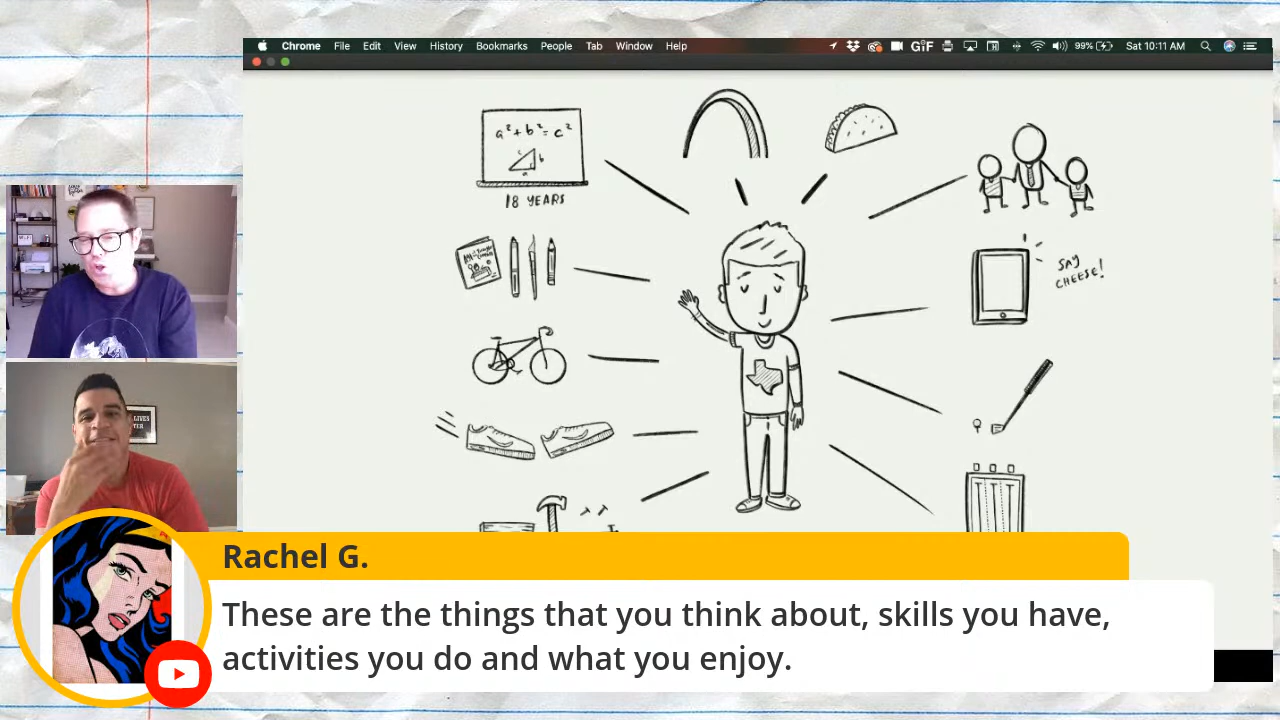 Chrome File Edit View History Bookmarks People Tab Window Help
GiF 99% Sat 10:11 AM
a² + b² = c²
c b
a
18 YEARS
SAY
CHEESE!
LIVES
TER
Rachel G.
These are the things that you think about, skills you have,
activities you do and what you enjoy.